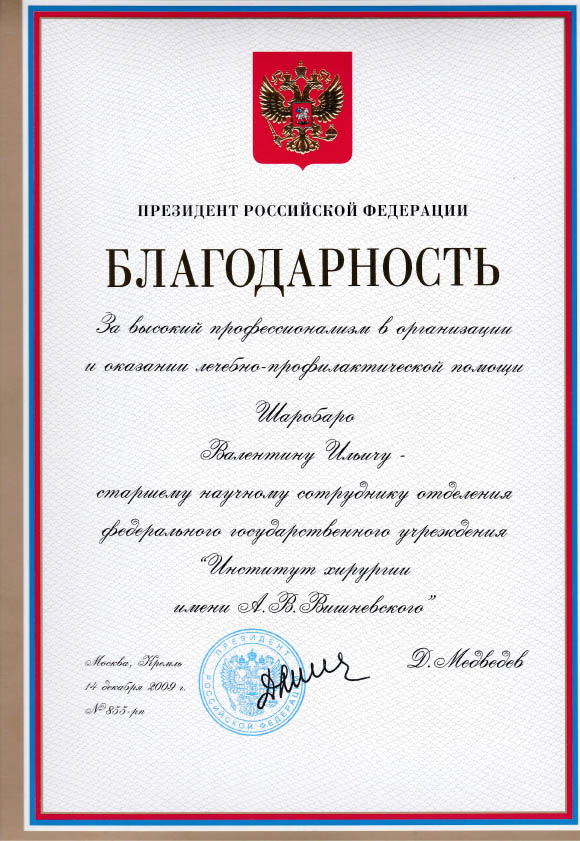 ПРЕЗИДЕНТ РОССИЙСКОЙ ФЕДЕРАЦИИ
БЛАГОДАРНОСТЬ
За высокий профессионализм в организации
и оказании лечебно-профилактической помощи
Шаробаро
Валентину Ильичу -
старшему научному сотруднику отделения
федерального государственного учреждения
"Институт хирургии
имени А.В.Вишневского"
Москва, Кремль
14 декабря 2009 г.
№ 855-рп
ПРЕЗИДЕНТ РОССИЙСКОЙ ФЕДЕРАЦИИ
Д.Медведев